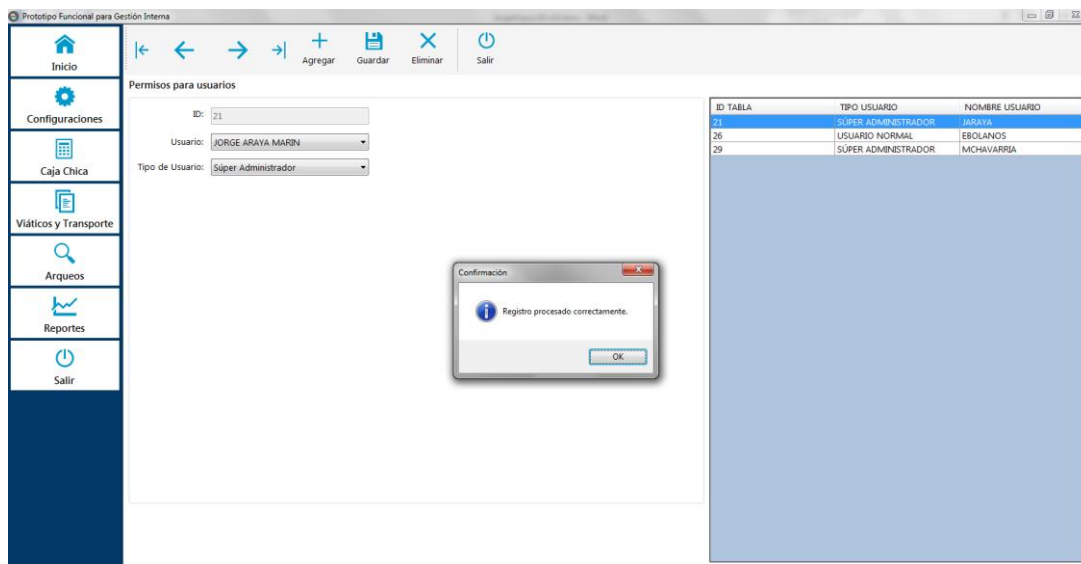 Prototipo Funcional para Gestión Interna
Inicio
Configuraciones
Caja Chica
Viáticos y Transporte
Arqueos
Reportes
Salir
Agregar Guardar Eliminar Salir
Permisos para usuarios
ID: 21
Usuario: JORGE ARAYA MARIN
Tipo de Usuario: Súper Administrador
ID TABLA TIPO USUARIO NOMBRE USUARIO
21 SÚPER ADMINISTRADOR JARAYA
26 USUARIO NORMAL EBOLANOS
29 SÚPER ADMINISTRADOR MCHAVARRIA
Confirmación
Registro procesado correctamente.
OK